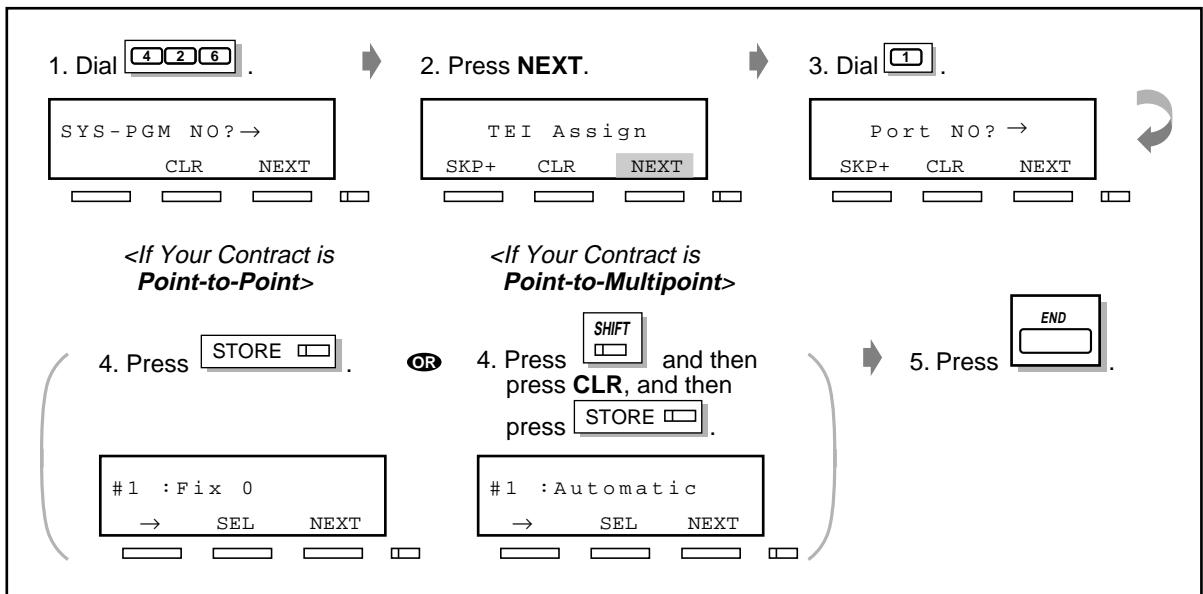 1. Dial 4 2 6 .
SYS-PGM NO?→
CLR NEXT
2. Press NEXT.
TEI Assign
SKP+ CLR NEXT
3. Dial 1 .
Port NO? →
SKP+ CLR NEXT
<If Your Contract is
Point-to-Point>
4. Press STORE .
#1 :Fix 0
→ SEL NEXT
OR
<If Your Contract is
Point-to-Multipoint>
4. Press SHIFT and then
press CLR, and then
press STORE .
#1 :Automatic
→ SEL NEXT
5. Press END .